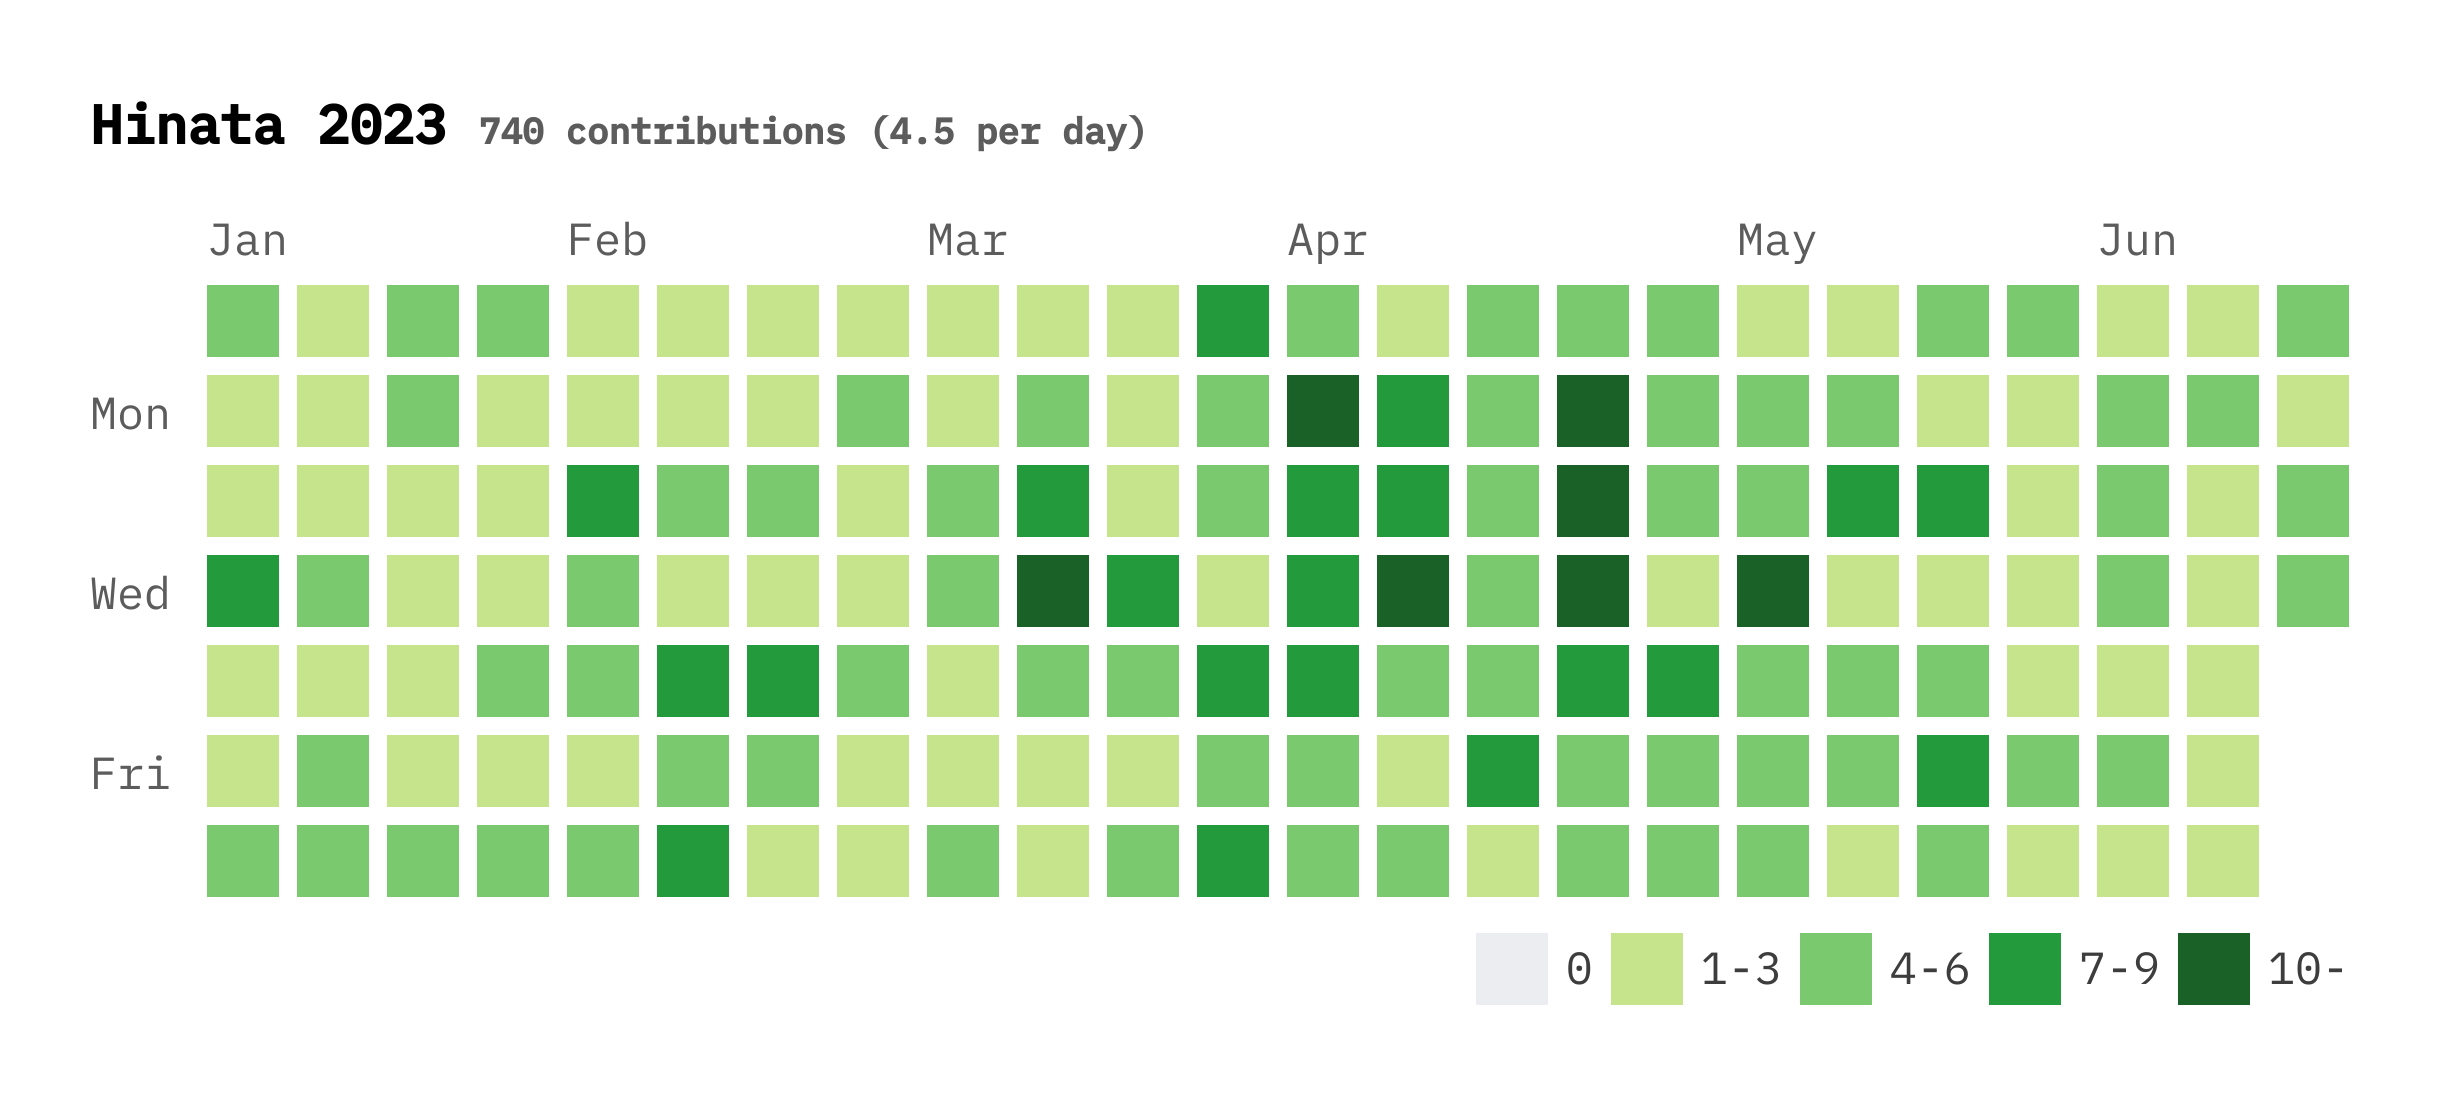 Hinata 2023 740 contributions (4.5 per day)
Jan Feb Mar Apr May Jun
Mon
Wed
Fri
0 1-3 4-6 7-9 10-